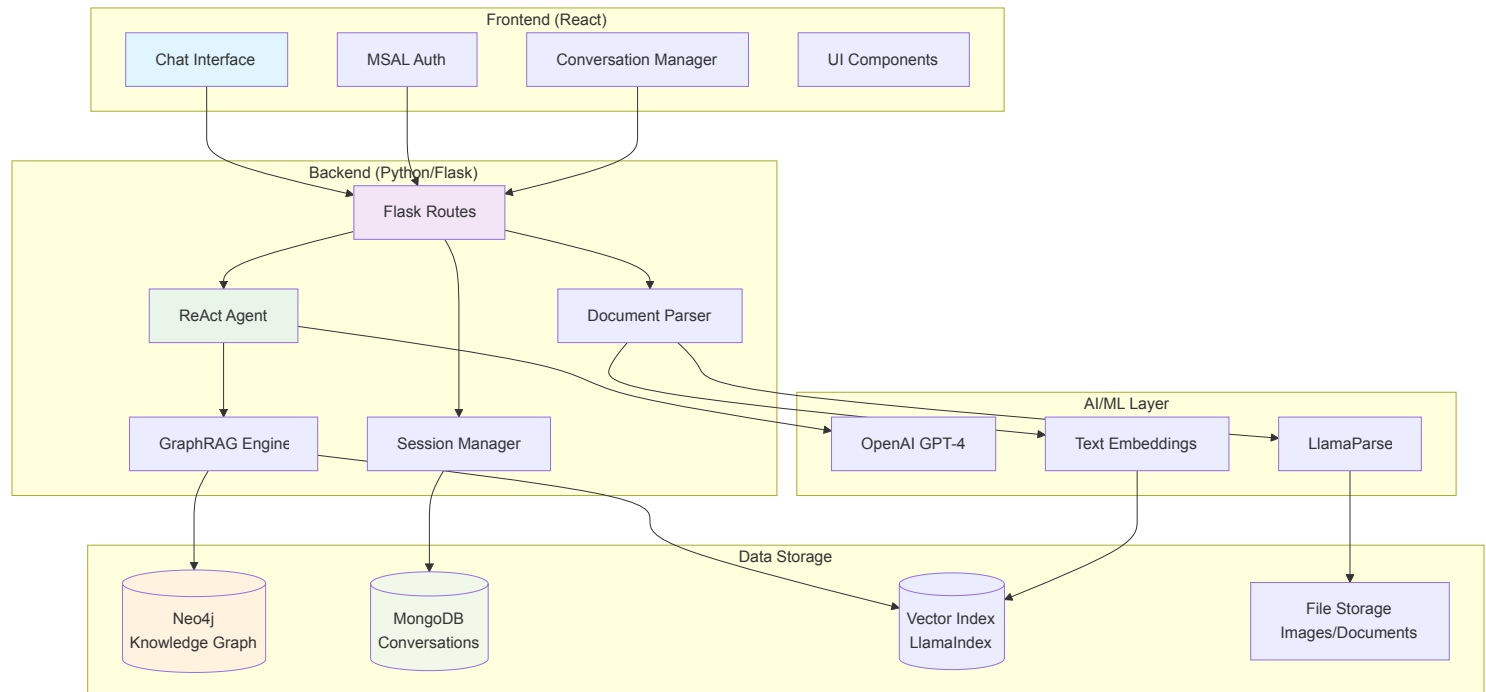 Frontend (React)
Chat Interface
MSAL Auth
Conversation Manager
UI Components
Backend (Python/Flask)
Flask Routes
ReAct Agent
Document Parser
GraphRAG Engine
Session Manager
AI/ML Layer
OpenAI GPT-4
Text Embeddings
LlamaParse
Data Storage
Neo4j
Knowledge Graph
MongoDB
Conversations
Vector Index
LlamaIndex
File Storage
Images/Documents